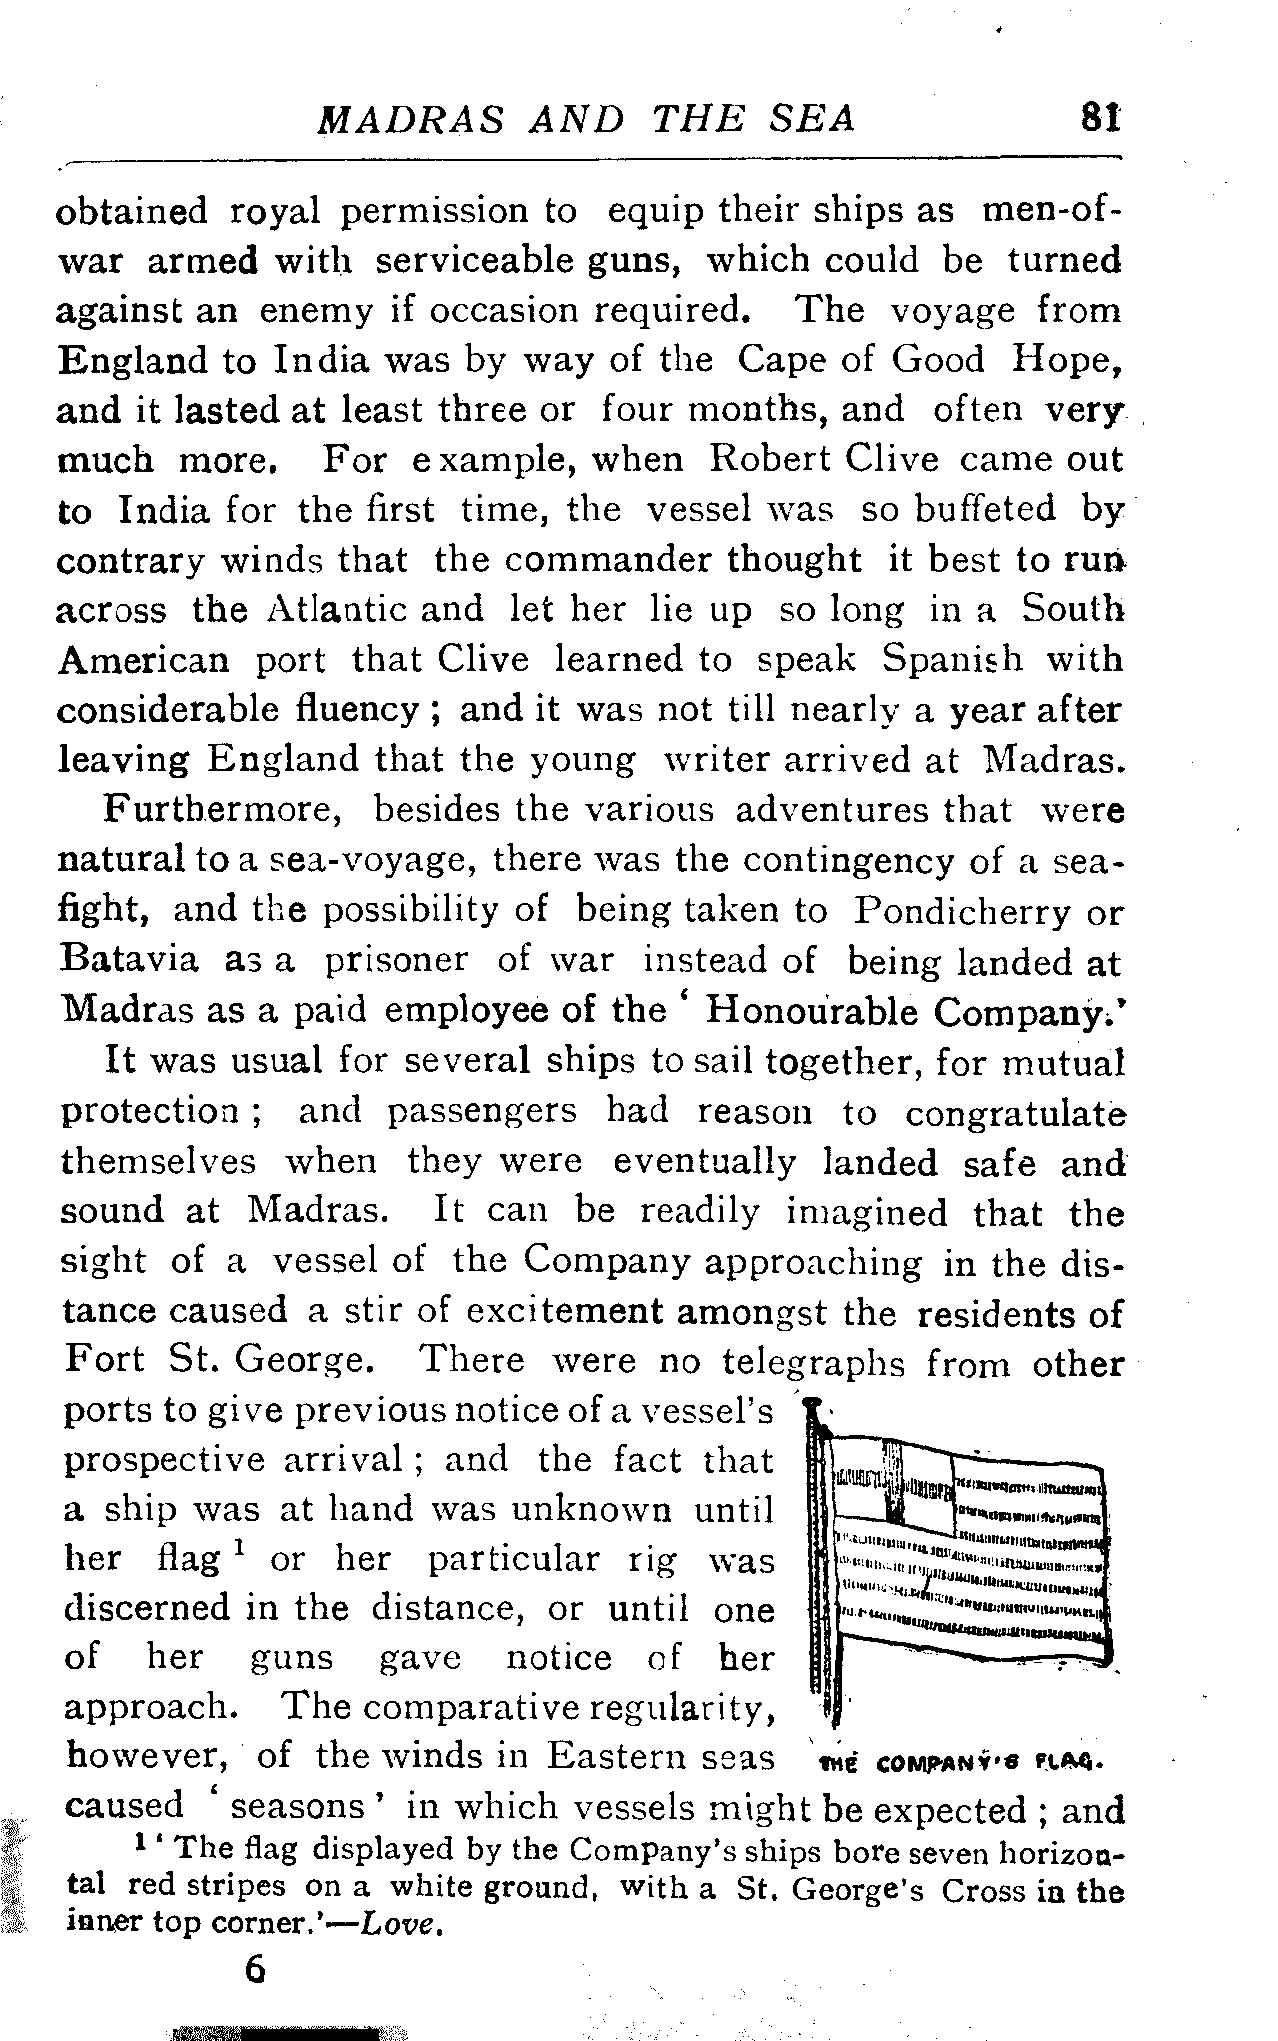 MADRAS AND THE SEA 81
obtained royal permission to equip their ships as men-of-
war armed with serviceable guns, which could be turned
against an enemy if occasion required. The voyage from
England to India was by way of the Cape of Good Hope,
and it lasted at least three or four months, and often very
much more. For example, when Robert Clive came out
to India for the first time, the vessel was so buffeted by
contrary winds that the commander thought it best to run
across the Atlantic and let her lie up so long in a South
American port that Clive learned to speak Spanish with
considerable fluency ; and it was not till nearly a year after
leaving England that the young writer arrived at Madras.
Furthermore, besides the various adventures that were
natural to a sea-voyage, there was the contingency of a sea-
fight, and the possibility of being taken to Pondicherry or
Batavia as a prisoner of war instead of being landed at
Madras as a paid employee of the ‘ Honourable Company.’
It was usual for several ships to sail together, for mutual
protection ; and passengers had reason to congratulate
themselves when they were eventually landed safe and
sound at Madras. It can be readily imagined that the
sight of a vessel of the Company approaching in the dis-
tance caused a stir of excitement amongst the residents of
Fort St. George. There were no telegraphs from other
ports to give previous notice of a vessel's
prospective arrival ; and the fact that
a ship was at hand was unknown until
her flag ¹ or her particular rig was
discerned in the distance, or until one
of her guns gave notice of her
approach. The comparative regularity,
however, of the winds in Eastern seas
THE COMPANY'S FLAG.
caused ‘ seasons ’ in which vessels might be expected ; and
¹ ‘ The flag displayed by the Company's ships bore seven horizon-
tal red stripes on a white ground, with a St. George's Cross in the
inner top corner.’—Love.
6